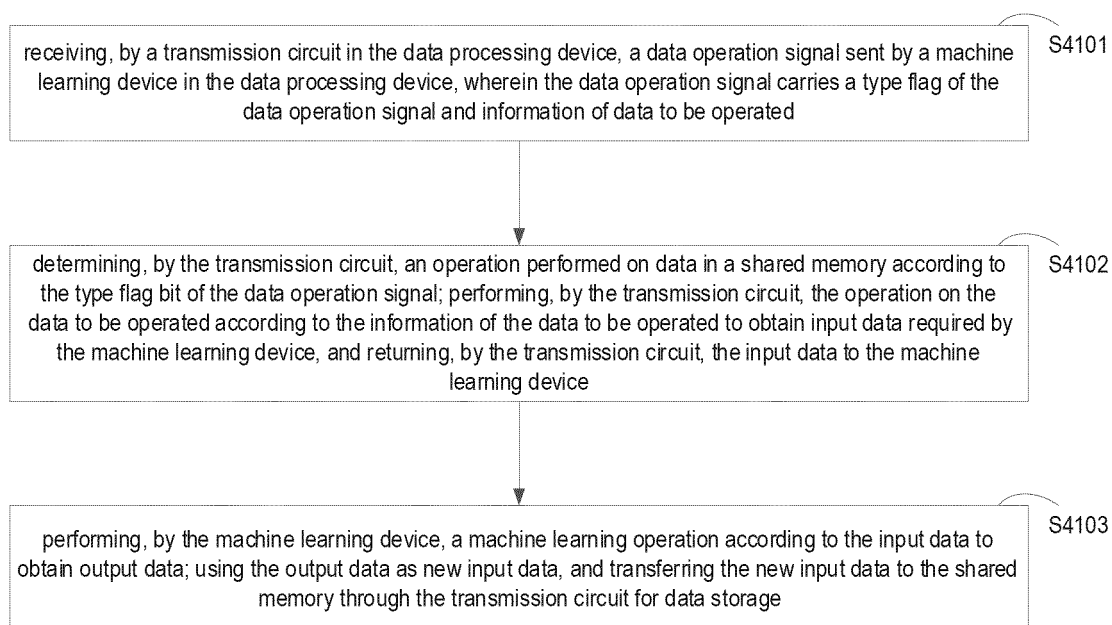 receiving, by a transmission circuit in the data processing device, a data operation signal sent by a machine
learning device in the data processing device, wherein the data operation signal carries a type flag of the
data operation signal and information of data to be operated
S4101
determining, by the transmission circuit, an operation performed on data in a shared memory according to
the type flag bit of the data operation signal; performing, by the transmission circuit, the operation on the
data to be operated according to the information of the data to be operated to obtain input data required by
the machine learning device, and returning, by the transmission circuit, the input data to the machine
learning device
S4102
performing, by the machine learning device, a machine learning operation according to the input data to
obtain output data; using the output data as new input data, and transferring the new input data to the shared
memory through the transmission circuit for data storage
S4103